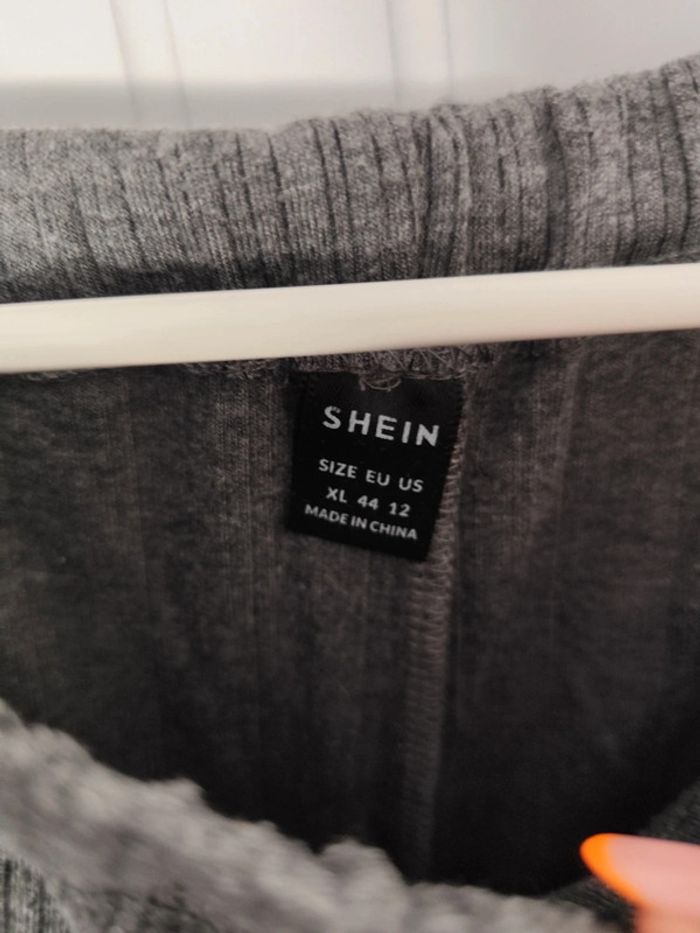 SHEIN
SIZE EU US
XL 44 12
MADE IN CHINA